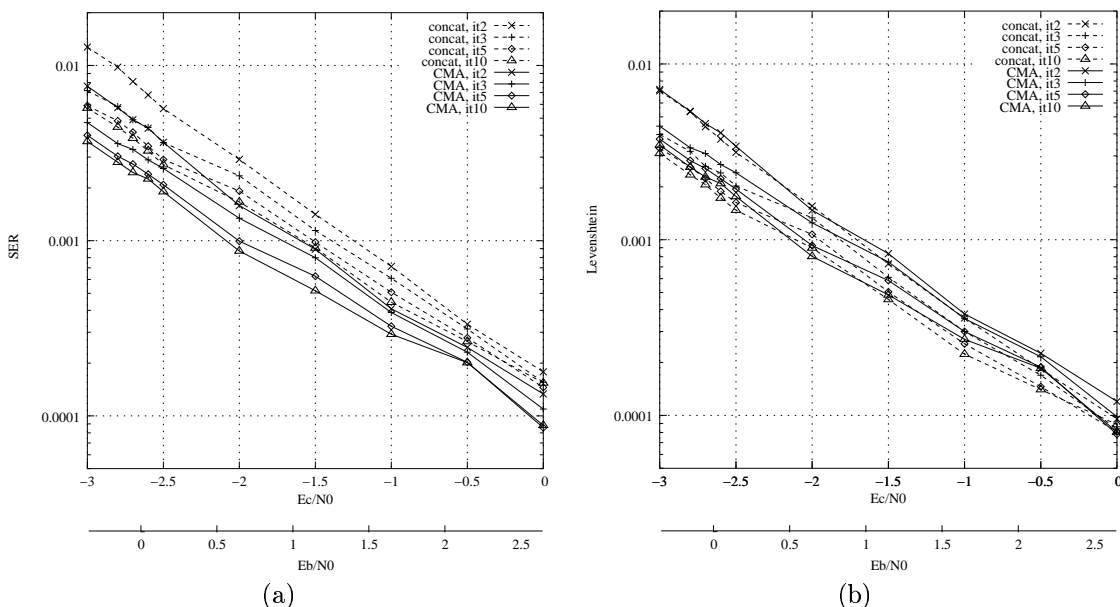 concat, it2
concat, it3
concat, it5
concat, it10
CMA, it2
CMA, it3
CMA, it5
CMA, it10
0.01
0.001
0.0001
SER
−3 −2.5 −2 −1.5 −1 −0.5 0
Ec/N0
0 0.5 1 1.5 2 2.5
Eb/N0
(a)
concat, it2
concat, it3
concat, it5
concat, it10
CMA, it2
CMA, it3
CMA, it5
CMA, it10
0.01
0.001
0.0001
Levenshtein
−3 −2.5 −2 −1.5 −1 −0.5 0
Ec/N0
0 0.5 1 1.5 2 2.5
Eb/N0
(b)